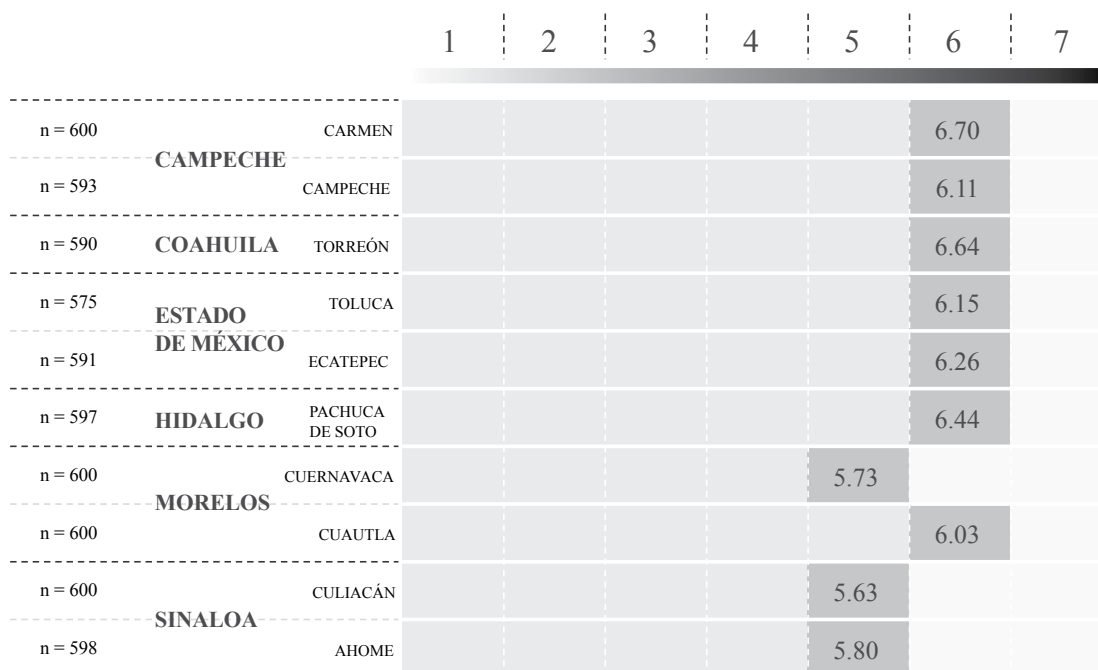 1 2 3 4 5 6 7
n = 600 CARMEN 6.70
CAMPECHE
n = 593 CAMPECHE 6.11
n = 590 COAHUILA TORREÓN 6.64
n = 575 TOLUCA 6.15
ESTADO
DE MÉXICO
n = 591 ECATEPEC 6.26
n = 597 HIDALGO PACHUCA
DE SOTO 6.44
n = 600 CUERNAVACA 5.73
MORELOS
n = 600 CUAUTLA 6.03
n = 600 CULIACÁN 5.63
SINALOA
n = 598 AHOME 5.80